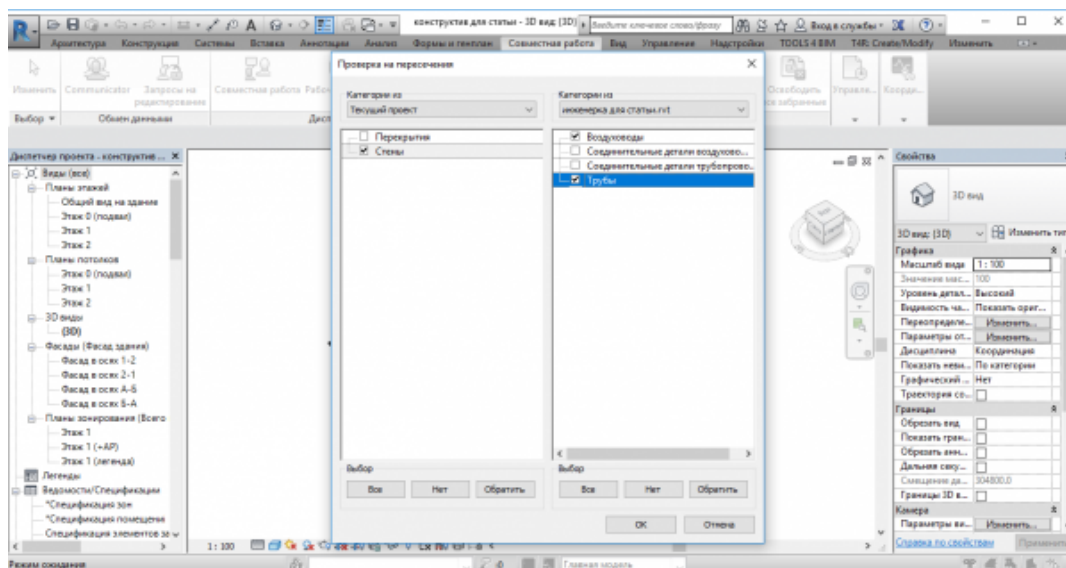 конструктив для статьи - 3D вид: {3D}
Введите ключевое слово/фразу
Вход в службы
Архитектура Конструкция Системы Вставка Аннотации Анализ Формы и генплан Совместная работа Вид Управление Надстройки TOOLS 4 BIM T4R: Create/Modify Изменить
Изменить Communicator Запросы на редактирование Совместная работа
Освободить все забранные
Выбор Обмен данными
Проверка на пересечения
Категории из
Текущий проект
Перекрытия
Стены
Выбор
Все Нет Обратить
Категории из
инженерка для статьи.rvt
Воздуховоды
Соединительные детали воздухово...
Соединительные детали трубопрово...
Трубы
Выбор
Все Нет Обратить
OK Отмена
Диспетчер проекта - конструктив ...
Виды (все)
Планы этажей
Общий вид на здание
Этаж 0 (подвал)
Этаж 1
Этаж 2
Планы потолков
Этаж 0 (подвал)
Этаж 1
Этаж 2
3D виды
{3D}
Фасады (Фасад здания)
Фасад в осях 1-2
Фасад в осях 2-1
Фасад в осях А-Б
Фасад в осях Б-А
Планы зонирования (Всего
Этаж 1
Этаж 1 (+АР)
Этаж 1 (легенда)
Легенды
Ведомости/Спецификации
*Спецификация зон
*Спецификация помещени
Спецификация элементов за
Свойства
3D вид
3D вид: {3D} Изменить тип
Графика
Масштаб вида 1 : 100
Значение мас... 100
Уровень детал... Высокий
Видимость ча... Показать ориг...
Переопределе... Изменить...
Параметры от... Изменить...
Дисциплина Координация
Показать неви... По категории
Графический ... Нет
Траектория со...
Границы
Обрезать вид
Показать гран...
Обрезать анн...
Дальняя секу...
Смещение да... 304800.0
Границы 3D в...
Камера
Параметры ви... Изменить...
Справка по свойствам Применить
1 : 100
Режим ожидания
Главная модель